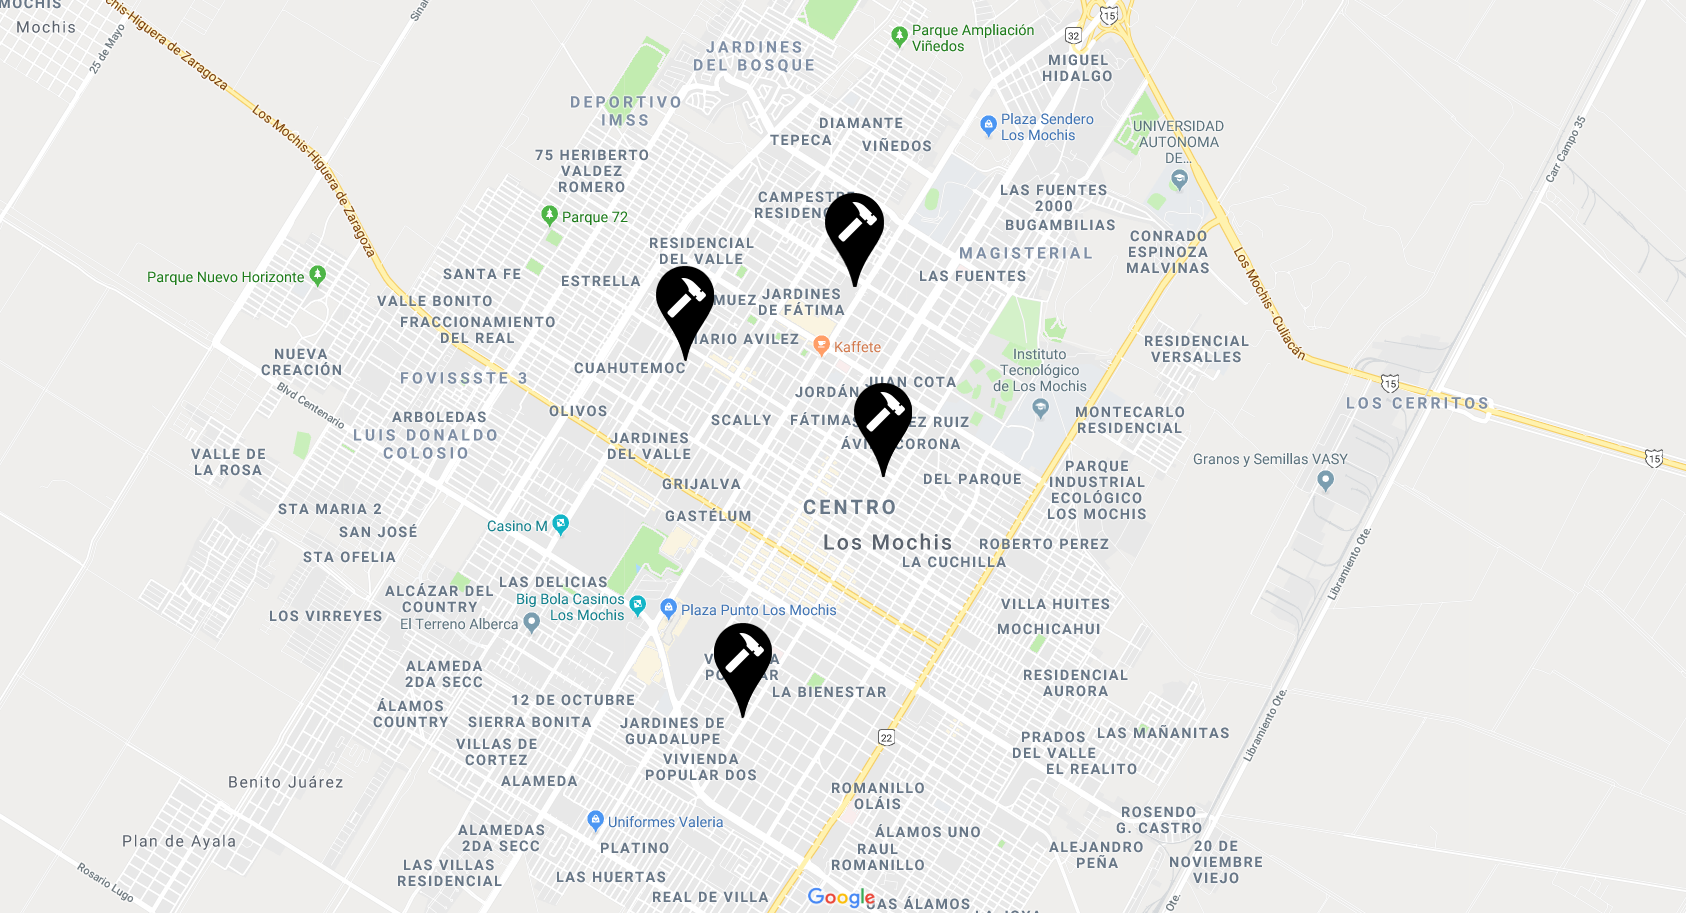 MOCHIS
Mochis
25 de Mayo
Sinal
chis-Higuera de Zaragoza
Los Mochis-Higuera de Zaragoza
JARDINES
DEL BOSQUE
Parque Ampliación
Viñedos
15
32
MIGUEL
HIDALGO
DEPORTIVO
IMSS
DIAMANTE
TEPECA
VIÑEDOS
Plaza Sendero
Los Mochis
UNIVERSIDAD
AUTONOMA
DE...
Carr Campo 35
75 HERIBERTO
VALDEZ
ROMERO
Parque 72
CAMPESTRE
RESIDENC
LAS FUENTES
2000
BUGAMBILIAS
MAGISTERIAL
LAS FUENTES
CONRADO
ESPINOZA
MALVINAS
Los Mochis - Culiacán
RESIDENCIAL
DEL VALLE
Parque Nuevo Horizonte
SANTA FE
ESTRELLA
VALLE BONITO
FRACCIONAMIENTO
DEL REAL
MUEZ
JARDINES
DE FÁTIMA
ARIO AVILEZ
Kaffete
NUEVA
CREACIÓN
CUAHUTEMOC
FOVISSSTE 3
Instituto
Tecnológico
de Los Mochis
RESIDENCIAL
VERSALLES
15
LOS CERRITOS
Blvd Centenario
JORDÁN
JUAN COTA
ARBOLEDAS
OLIVOS
SCALLY
FÁTIMAS
EZ RUIZ
MONTECARLO
RESIDENCIAL
LUIS DONALDO
COLOSIO
JARDINES
DEL VALLE
ÁVI
CORONA
VALLE DE
LA ROSA
Granos y Semillas VASY
15
GRIJALVA
DEL PARQUE
PARQUE
INDUSTRIAL
ECOLÓGICO
LOS MOCHIS
STA MARIA 2
SAN JOSÉ
STA OFELIA
Casino M
GASTÉLUM
CENTRO
Los Mochis
ROBERTO PEREZ
LA CUCHILLA
Libramiento Ote.
LAS DELICIAS
ALCÁZAR DEL
COUNTRY
Big Bola Casinos
Los Mochis
Plaza Punto Los Mochis
LOS VIRREYES
El Terreno Alberca
VILLA HUITES
MOCHICAHUI
ALAMEDA
2DA SECC
LA BIENESTAR
RESIDENCIAL
AURORA
12 DE OCTUBRE
ÁLAMOS
COUNTRY
SIERRA BONITA
JARDINES DE
GUADALUPE
22
Libramiento Ote.
LAS MAÑANITAS
PRADOS
DEL VALLE
EL REALITO
VILLAS DE
CORTEZ
VIVIENDA
POPULAR DOS
Benito Juárez
ALAMEDA
ROMANILLO
OLÁIS
ROSENDO
G. CASTRO
Uniformes Valeria
Plan de Ayala
ALAMEDAS
2DA SECC
PLATINO
ÁLAMOS UNO
RAUL
ROMANILLO
ALEJANDRO
PEÑA
20 DE
NOVIEMBRE
VIEJO
Rosario Lugo
LAS VILLAS
RESIDENCIAL
LAS HUERTAS
REAL DE VILLA
Google
ÁLAMOS
LA JOYA
Ote.